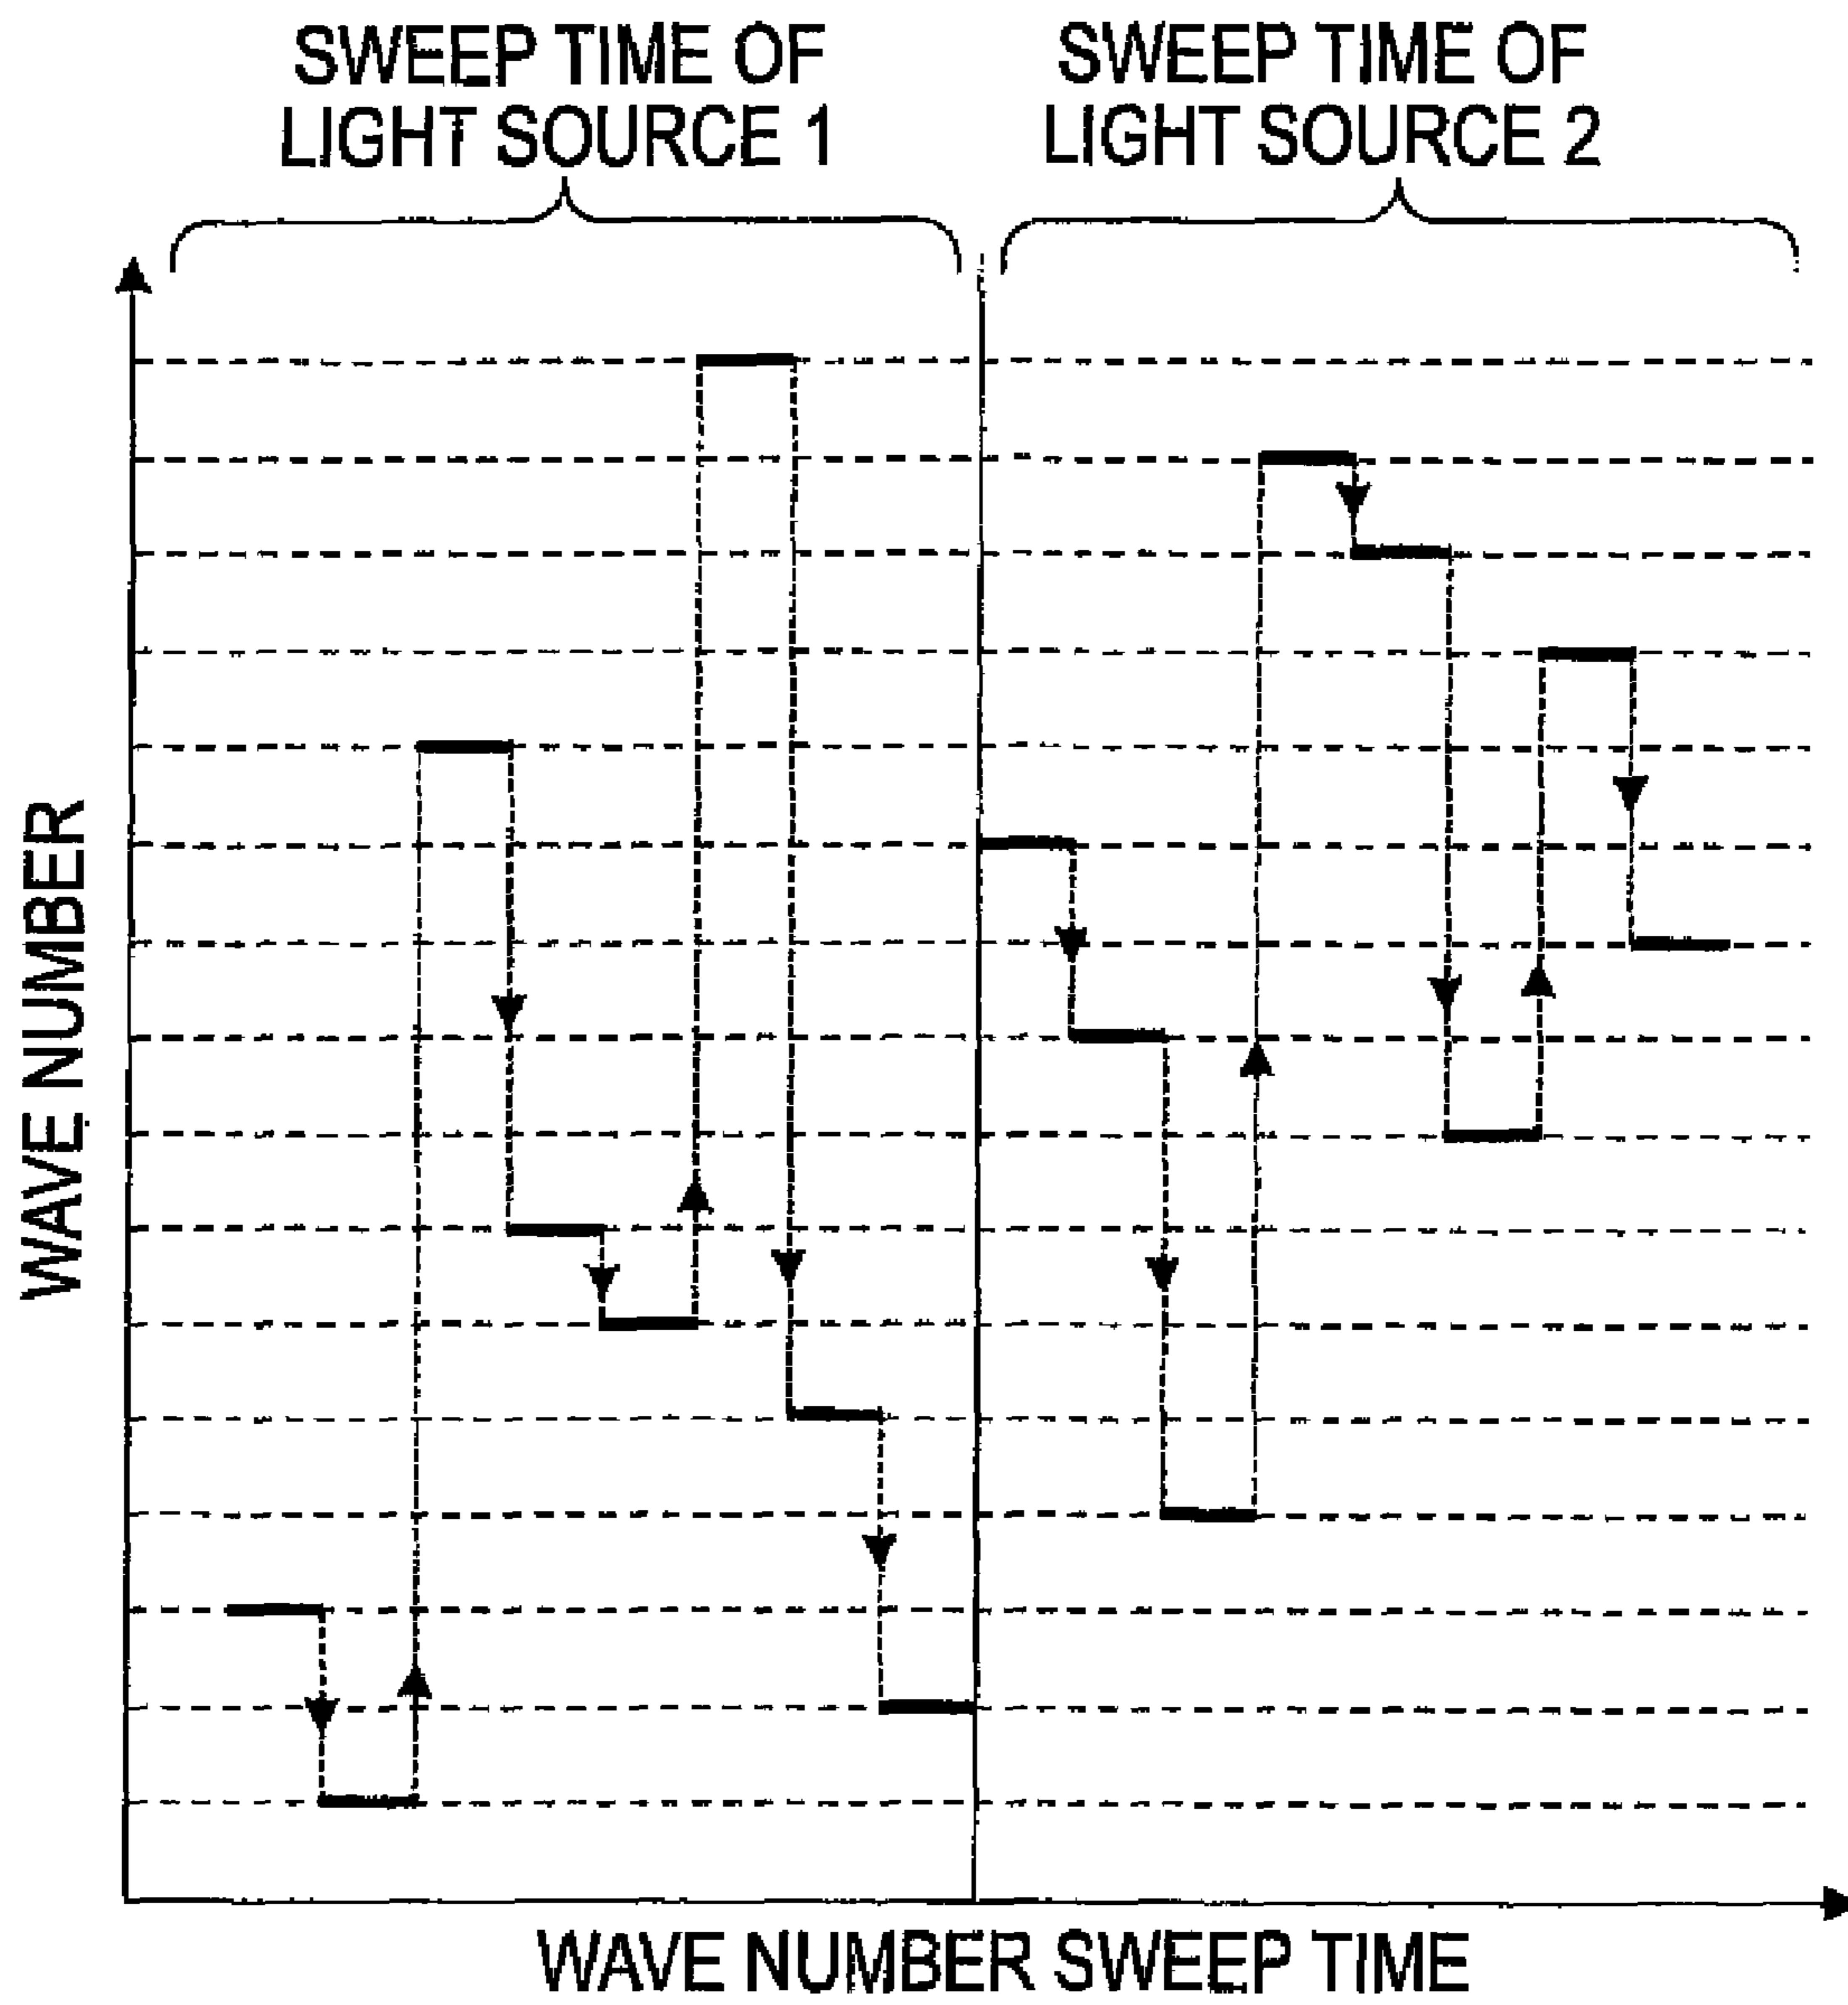 SWEEP TIME OF
LIGHT SOURCE 1
SWEEP TIME OF
LIGHT SOURCE 2
WAVE NUMBER
WAVE NUMBER SWEEP TIME